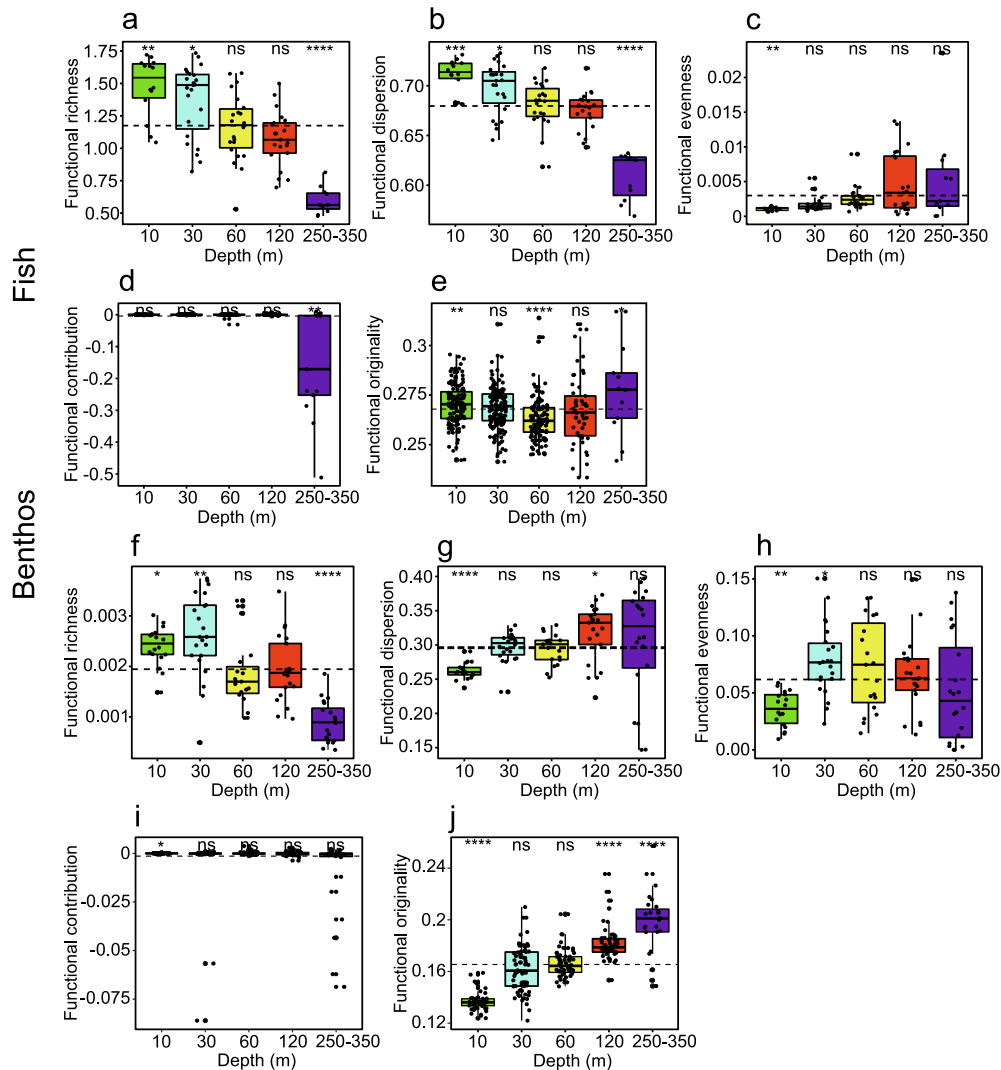 Fish
a
Functional richness
1.75
1.50
1.25
1.00
0.75
0.50
** * ns ns ****
10 30 60 120 250-350
Depth (m)
b
Functional dispersion
0.70
0.65
0.60
*** * ns ns ****
10 30 60 120 250-350
Depth (m)
c
Functional evenness
0.02
0.015
0.01
0.005
0
** ns ns ns ns
10 30 60 120 250-350
Depth (m)
d
Functional contribution
0
-0.1
-0.2
-0.3
-0.4
-0.5
ns ns ns ns **
10 30 60 120 250-350
Depth (m)
e
Functional originality
0.3
0.275
0.25
** ns **** ns *
10 30 60 120 250-350
Depth (m)
Benthos
f
Functional richness
0.003
0.002
0.001
* ** ns ns ****
10 30 60 120 250-350
Depth (m)
g
Functional dispersion
0.40
0.35
0.30
0.25
0.20
0.15
**** ns ns * ns
10 30 60 120 250-350
Depth (m)
h
Functional evenness
0.15
0.10
0.05
0.00
** * ns ns ns
10 30 60 120 250-350
Depth (m)
i
Functional contribution
0
-0.025
-0.05
-0.075
* ns ns ns ns
10 30 60 120 250-350
Depth (m)
j
Functional originality
0.24
0.2
0.16
0.12
**** ns ns **** ****
10 30 60 120 250-350
Depth (m)